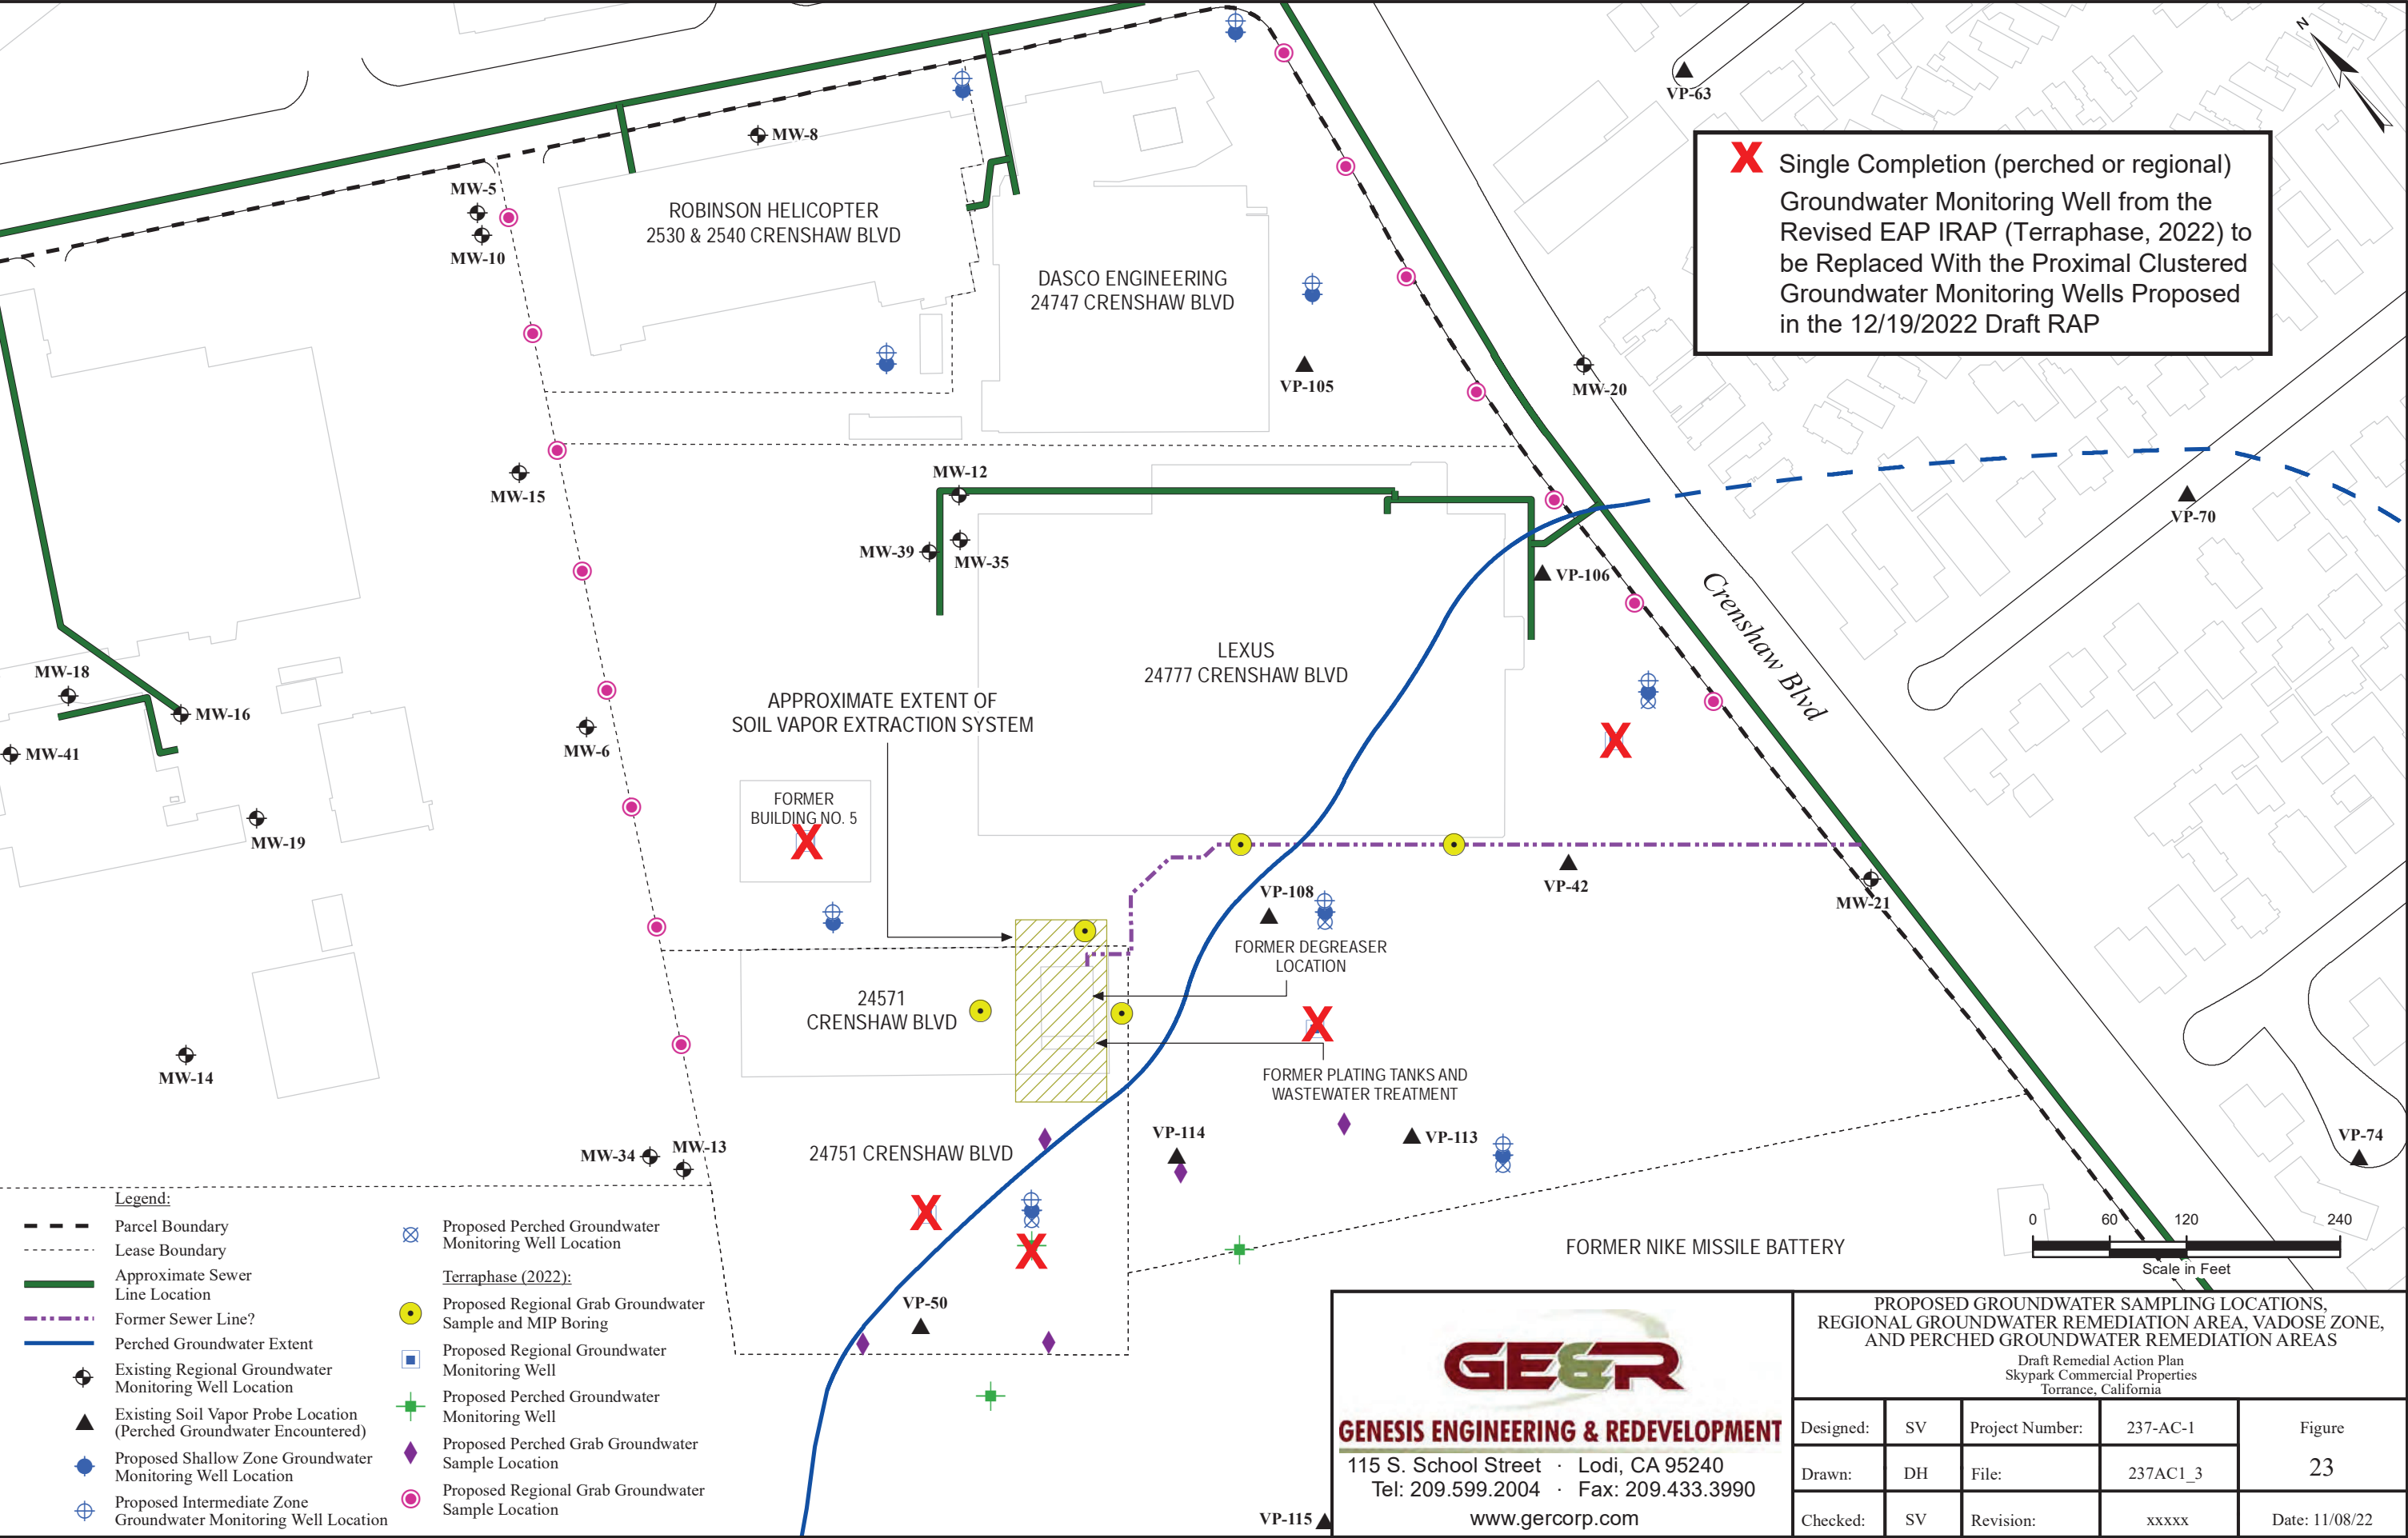 N
VP-63
X Single Completion (perched or regional)
Groundwater Monitoring Well from the
Revised EAP IRAP (Terraphase, 2022) to
be Replaced With the Proximal Clustered
Groundwater Monitoring Wells Proposed
in the 12/19/2022 Draft RAP
MW-8
MW-5
MW-10
ROBINSON HELICOPTER
2530 & 2540 CRENSHAW BLVD
DASCO ENGINEERING
24747 CRENSHAW BLVD
VP-105
MW-20
MW-12
MW-15
MW-39
MW-35
VP-70
VP-106
Crenshaw Blvd
LEXUS
24777 CRENSHAW BLVD
MW-18
MW-16
MW-41
MW-6
APPROXIMATE EXTENT OF
SOIL VAPOR EXTRACTION SYSTEM
X
FORMER
BUILDING NO. 5
X
MW-19
VP-108
VP-42
MW-21
FORMER DEGREASER
LOCATION
24571
CRENSHAW BLVD
X
MW-14
FORMER PLATING TANKS AND
WASTEWATER TREATMENT
MW-34
MW-13
24751 CRENSHAW BLVD
VP-114
VP-113
VP-74
X
X
VP-50
FORMER NIKE MISSILE BATTERY
0 60 120 240
Scale in Feet
Legend:
Parcel Boundary
Lease Boundary
Approximate Sewer
Line Location
Former Sewer Line?
Perched Groundwater Extent
Existing Regional Groundwater
Monitoring Well Location
Existing Soil Vapor Probe Location
(Perched Groundwater Encountered)
Proposed Shallow Zone Groundwater
Monitoring Well Location
Proposed Intermediate Zone
Groundwater Monitoring Well Location
Proposed Perched Groundwater
Monitoring Well Location
Terraphase (2022):
Proposed Regional Grab Groundwater
Sample and MIP Boring
Proposed Regional Groundwater
Monitoring Well
Proposed Perched Groundwater
Monitoring Well
Proposed Perched Grab Groundwater
Sample Location
Proposed Regional Grab Groundwater
Sample Location
VP-115
GE&R
GENESIS ENGINEERING & REDEVELOPMENT
115 S. School Street · Lodi, CA 95240
Tel: 209.599.2004 · Fax: 209.433.3990
www.gercorp.com
PROPOSED GROUNDWATER SAMPLING LOCATIONS,
REGIONAL GROUNDWATER REMEDIATION AREA, VADOSE ZONE,
AND PERCHED GROUNDWATER REMEDIATION AREAS
Draft Remedial Action Plan
Skypark Commercial Properties
Torrance, California
Designed: SV Project Number: 237-AC-1 Figure
Drawn: DH File: 237AC1_3 23
Checked: SV Revision: xxxxx Date: 11/08/22